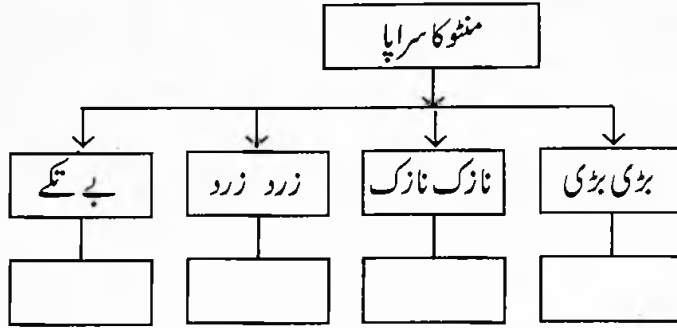 منٹو کا سراپا
بڑی بڑی
نازک نازک
زرد زرد
بے تکے